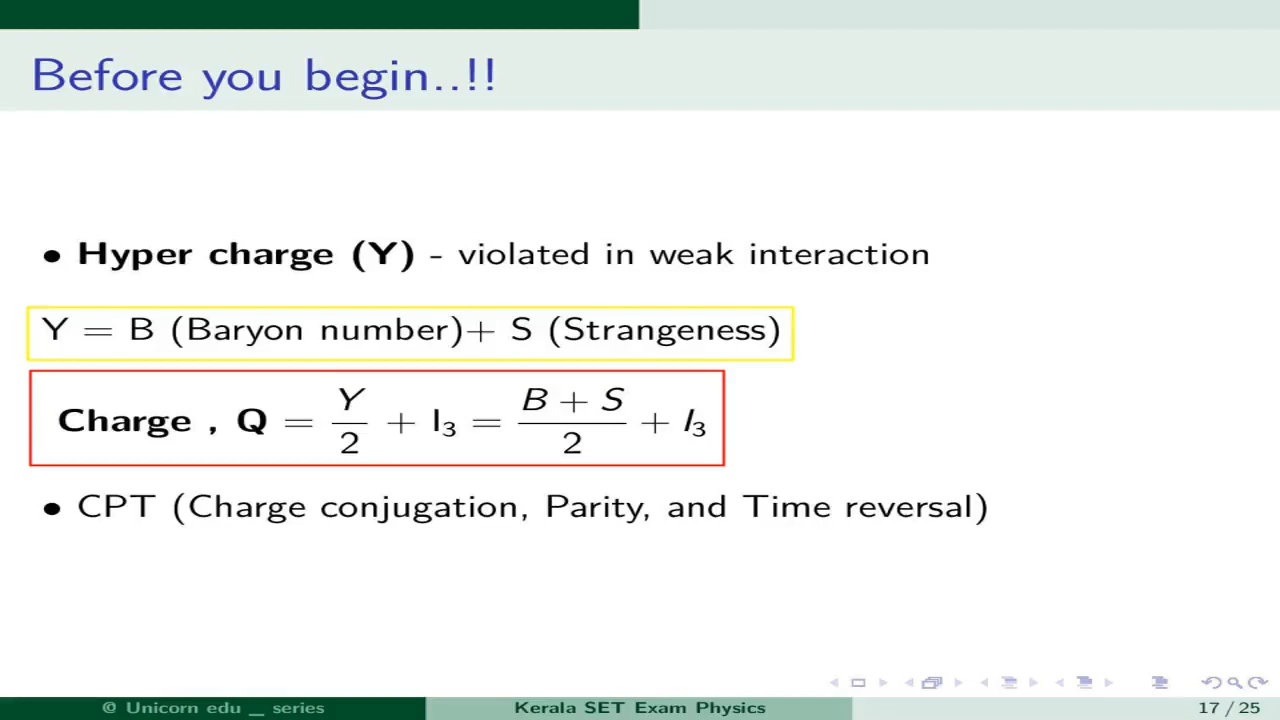 Before you begin..!!
• Hyper charge (Y) - violated in weak interaction
Y = B (Baryon number)+ S (Strangeness)
Charge , Q = Y/2 + I₃ = (B + S)/2 + I₃
• CPT (Charge conjugation, Parity, and Time reversal)
@ Unicorn edu _ series Kerala SET Exam Physics 17 / 25